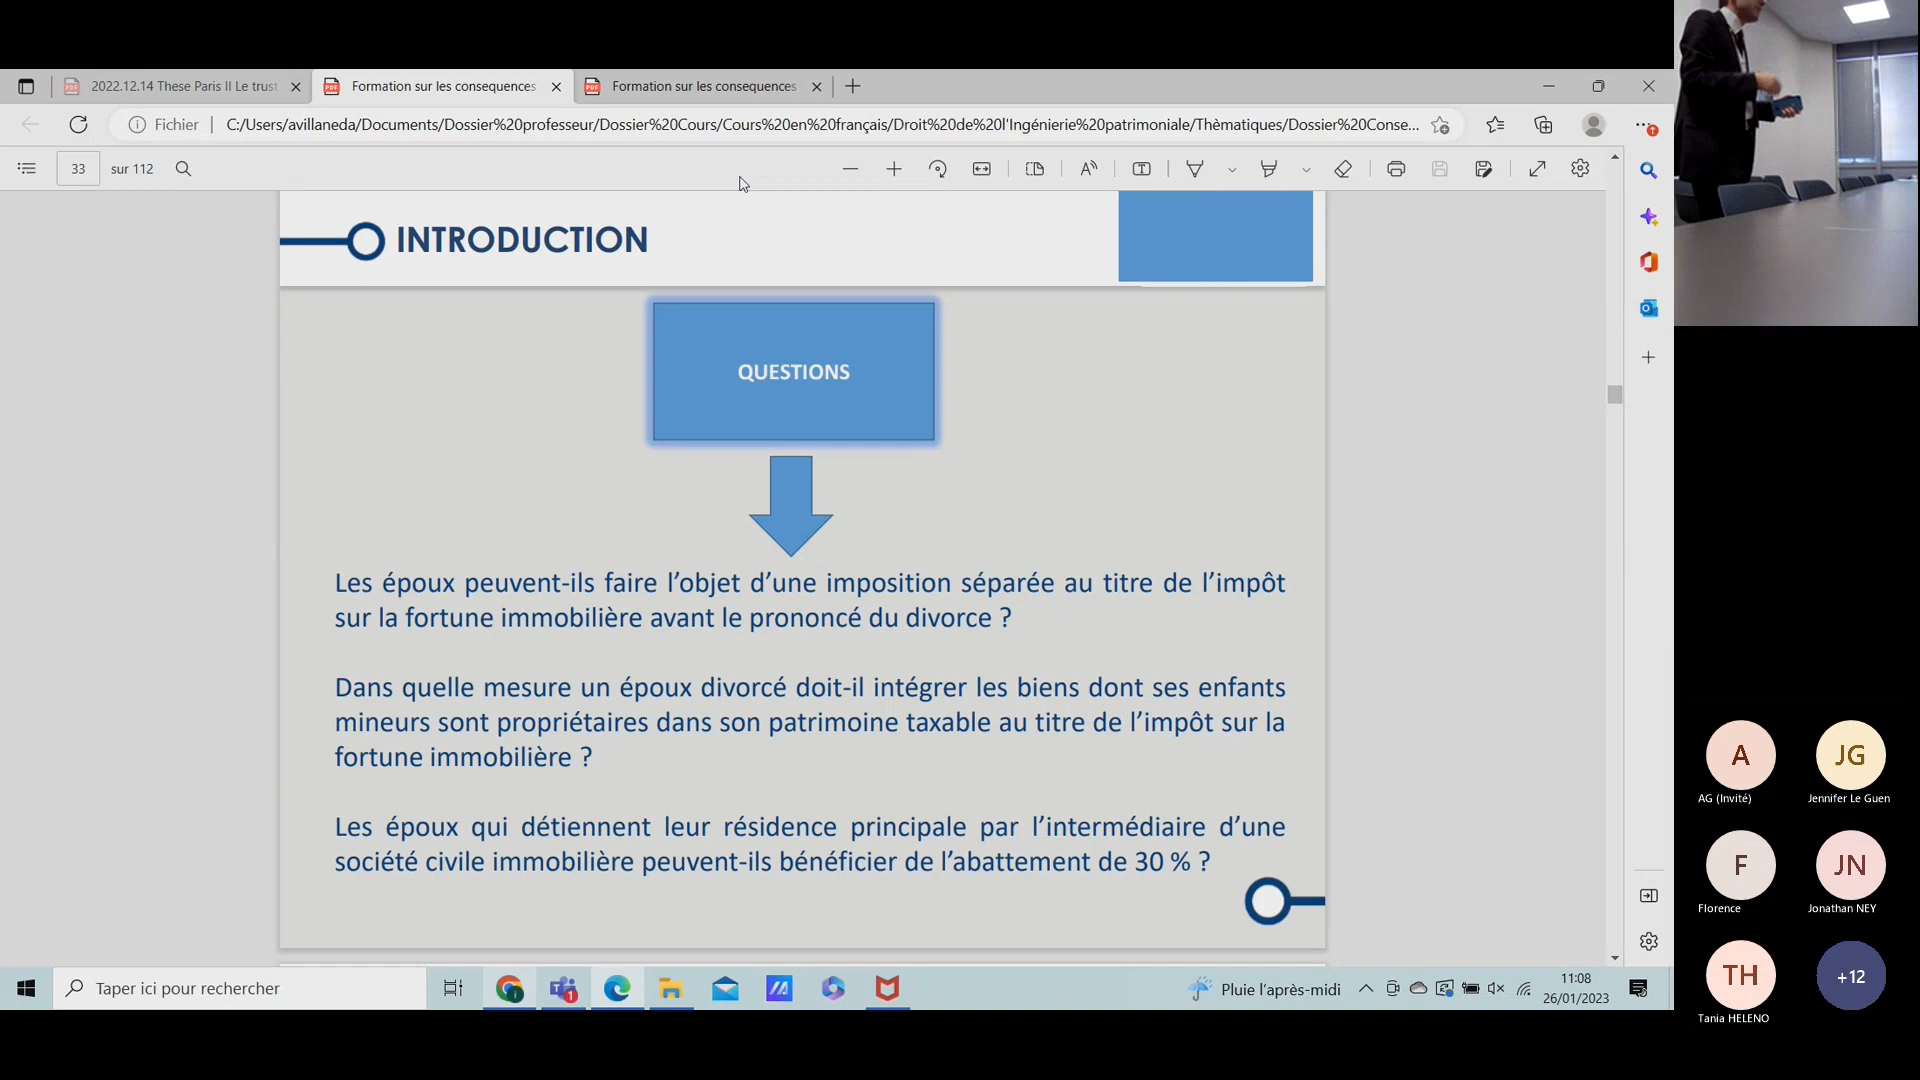 2022.12.14 These Paris II Le trust
Formation sur les consequences
Formation sur les consequences
Fichier
C:/Users/avillaneda/Documents/Dossier%20professeur/Dossier%20Cours/Cours%20en%20français/Droit%20de%20l'Ingénierie%20patrimoniale/Thèmatiques/Dossier%20Conse...
33 sur 112
INTRODUCTION
QUESTIONS
Les époux peuvent-ils faire l’objet d’une imposition séparée au titre de l’impôt
sur la fortune immobilière avant le prononcé du divorce ?
Dans quelle mesure un époux divorcé doit-il intégrer les biens dont ses enfants
mineurs sont propriétaires dans son patrimoine taxable au titre de l’impôt sur la
fortune immobilière ?
Les époux qui détiennent leur résidence principale par l’intermédiaire d’une
société civile immobilière peuvent-ils bénéficier de l’abattement de 30 % ?
A
AG (Invité)
JG
Jennifer Le Guen
F
Florence
JN
Jonathan NEY
TH
Tania HELENO
+12
Taper ici pour rechercher
1
Pluie l'après-midi
11:08
26/01/2023